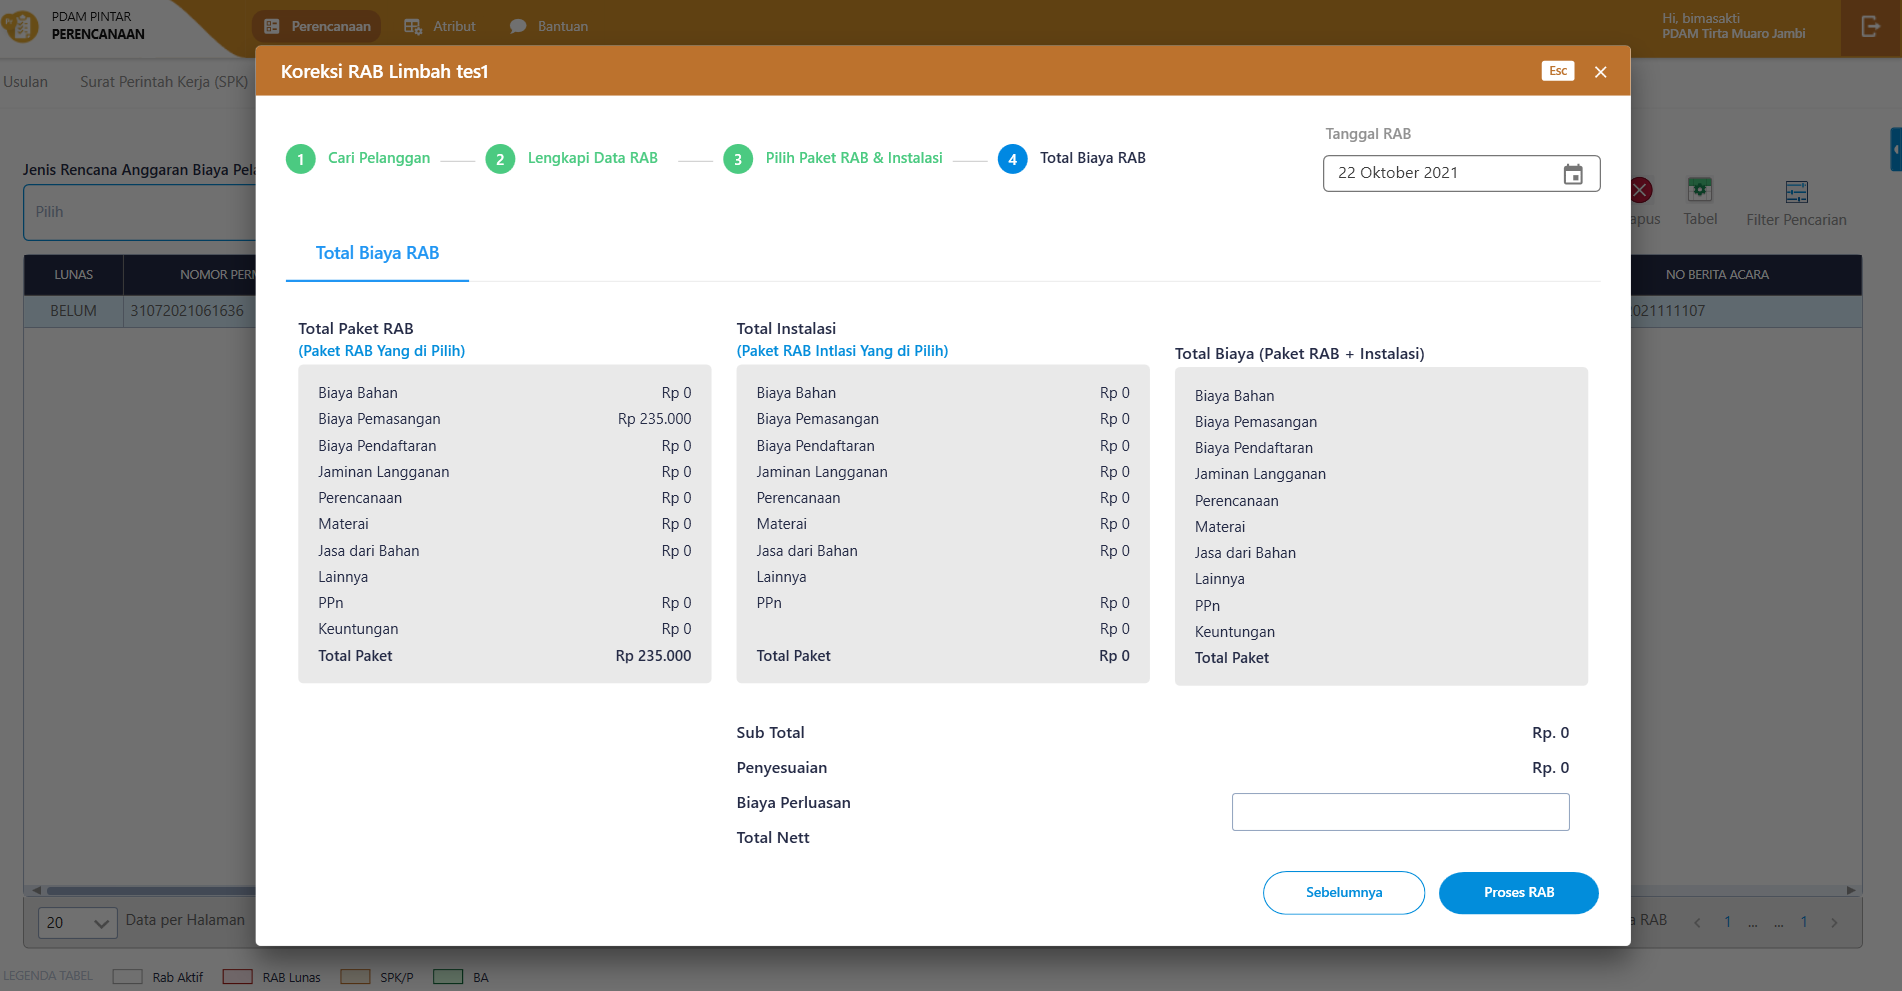 PDAM PINTAR
PERENCANAAN
Perencanaan
Atribut
Bantuan
Hi, bimasakti
PDAM Tirta Muaro Jambi
Usulan
Surat Perintah Kerja (SPK)
Koreksi RAB Limbah tes1
Esc
1 Cari Pelanggan
2 Lengkapi Data RAB
3 Pilih Paket RAB & Instalasi
4 Total Biaya RAB
Tanggal RAB
22 Oktober 2021
Jenis Rencana Anggaran Biaya Pela
Pilih
apus
Tabel
Filter Pencarian
LUNAS
NOMOR PERM
NO BERITA ACARA
BELUM
31072021061636
021111107
Total Biaya RAB
Total Paket RAB
(Paket RAB Yang di Pilih)
Biaya Bahan Rp 0
Biaya Pemasangan Rp 235.000
Biaya Pendaftaran Rp 0
Jaminan Langganan Rp 0
Perencanaan Rp 0
Materai Rp 0
Jasa dari Bahan Rp 0
Lainnya
PPn Rp 0
Keuntungan Rp 0
Total Paket Rp 235.000
Total Instalasi
(Paket RAB Intlasi Yang di Pilih)
Biaya Bahan Rp 0
Biaya Pemasangan Rp 0
Biaya Pendaftaran Rp 0
Jaminan Langganan Rp 0
Perencanaan Rp 0
Materai Rp 0
Jasa dari Bahan Rp 0
Lainnya
PPn Rp 0
Rp 0
Total Paket Rp 0
Total Biaya (Paket RAB + Instalasi)
Biaya Bahan
Biaya Pemasangan
Biaya Pendaftaran
Jaminan Langganan
Perencanaan
Materai
Jasa dari Bahan
Lainnya
PPn
Keuntungan
Total Paket
Sub Total Rp. 0
Penyesuaian Rp. 0
Biaya Perluasan
Total Nett
Sebelumnya
Proses RAB
20
Data per Halaman
a RAB
1 ... ... 1
LEGENDA TABEL
Rab Aktif
RAB Lunas
SPK/P
BA